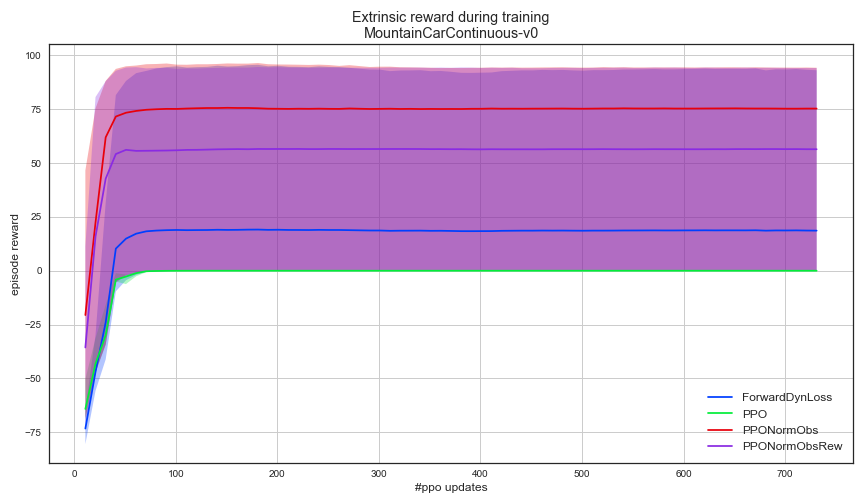 Extrinsic reward during training
MountainCarContinuous-v0
episode reward
100
75
50
25
0
−25
−50
−75
0
100
200
300
400
500
600
700
#ppo updates
ForwardDynLoss
PPO
PPONormObs
PPONormObsRew